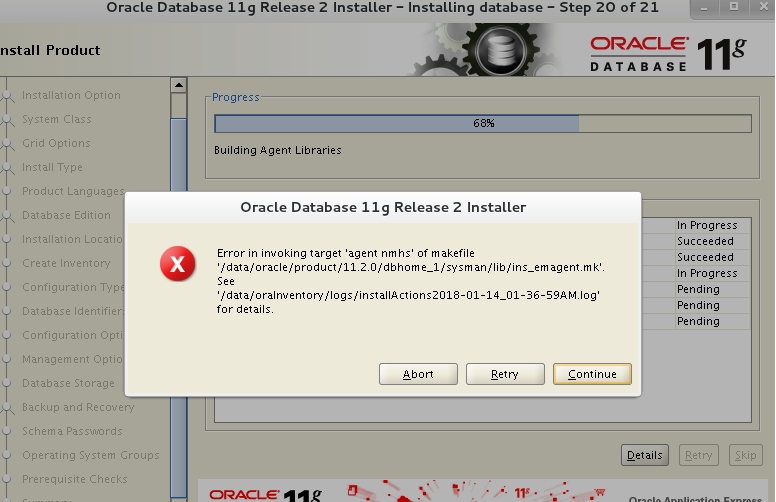 Oracle Database 11g Release 2 Installer – Installing database – Step 20 of 21
nstall Product
ORACLE
DATABASE
11g
Installation Option
System Class
Grid Options
Install Type
Product Languages
Database Edition
Installation Locatio
Create Inventory
Configuration Type
Database Identifier
Configuration Optio
Management Optio
Database Storage
Backup and Recovery
Schema Passwords
Operating System Groups
Prerequisite Checks
Progress
68%
Building Agent Libraries
In Progress
Succeeded
Succeeded
In Progress
Pending
Pending
Pending
Oracle Database 11g Release 2 Installer
Error in invoking target 'agent nmhs' of makefile
'/data/oracle/product/11.2.0/dbhome_1/sysman/lib/ins_emagent.mk'.
See
'/data/oraInventory/logs/installActions2018-01-14_01-36-59AM.log'
for details.
Abort
Retry
Continue
Details
Retry
Skip
ORACLE 11g
11g
Oracle Application Express